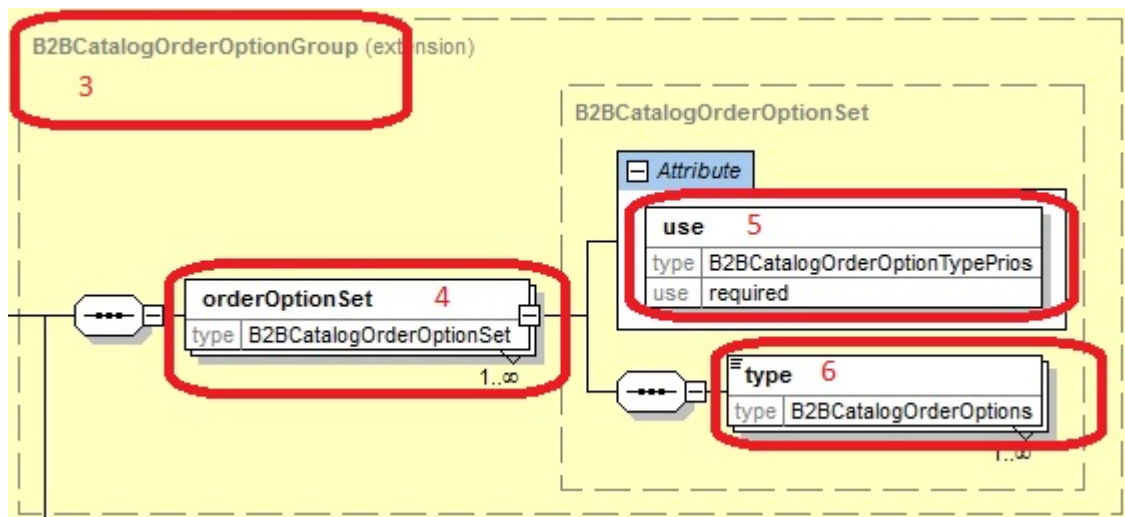 B2BCatalogOrderOptionGroup (extension)
3
B2BCatalogOrderOptionSet
Attribute
use 5
type B2BCatalogOrderOptionTypePrios
use required
orderOptionSet 4
type B2BCatalogOrderOptionSet
1..∞
type 6
type B2BCatalogOrderOptions
1..∞